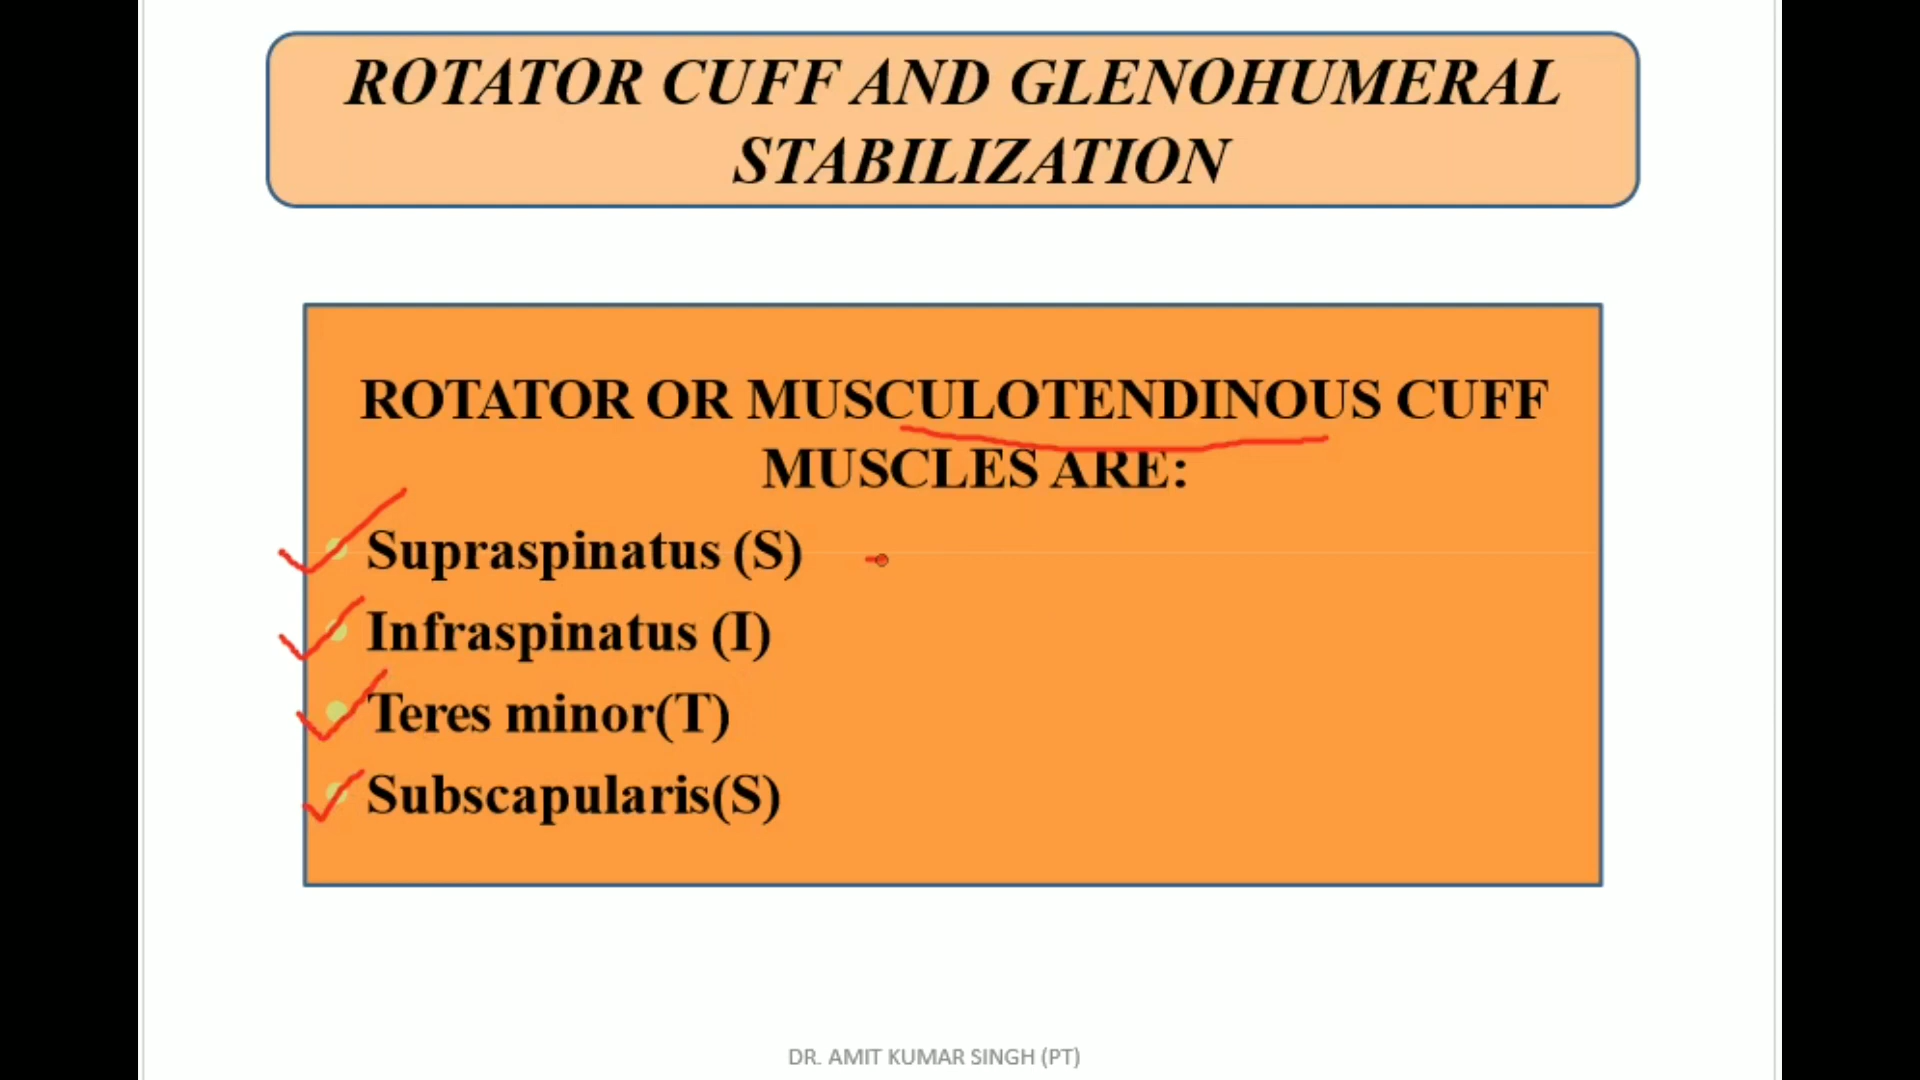 ROTATOR CUFF AND GLENOHUMERAL
STABILIZATION
ROTATOR OR MUSCULOTENDINOUS CUFF
MUSCLES ARE:
Supraspinatus (S)
Infraspinatus (I)
Teres minor(T)
Subscapularis(S)
DR. AMIT KUMAR SINGH (PT)